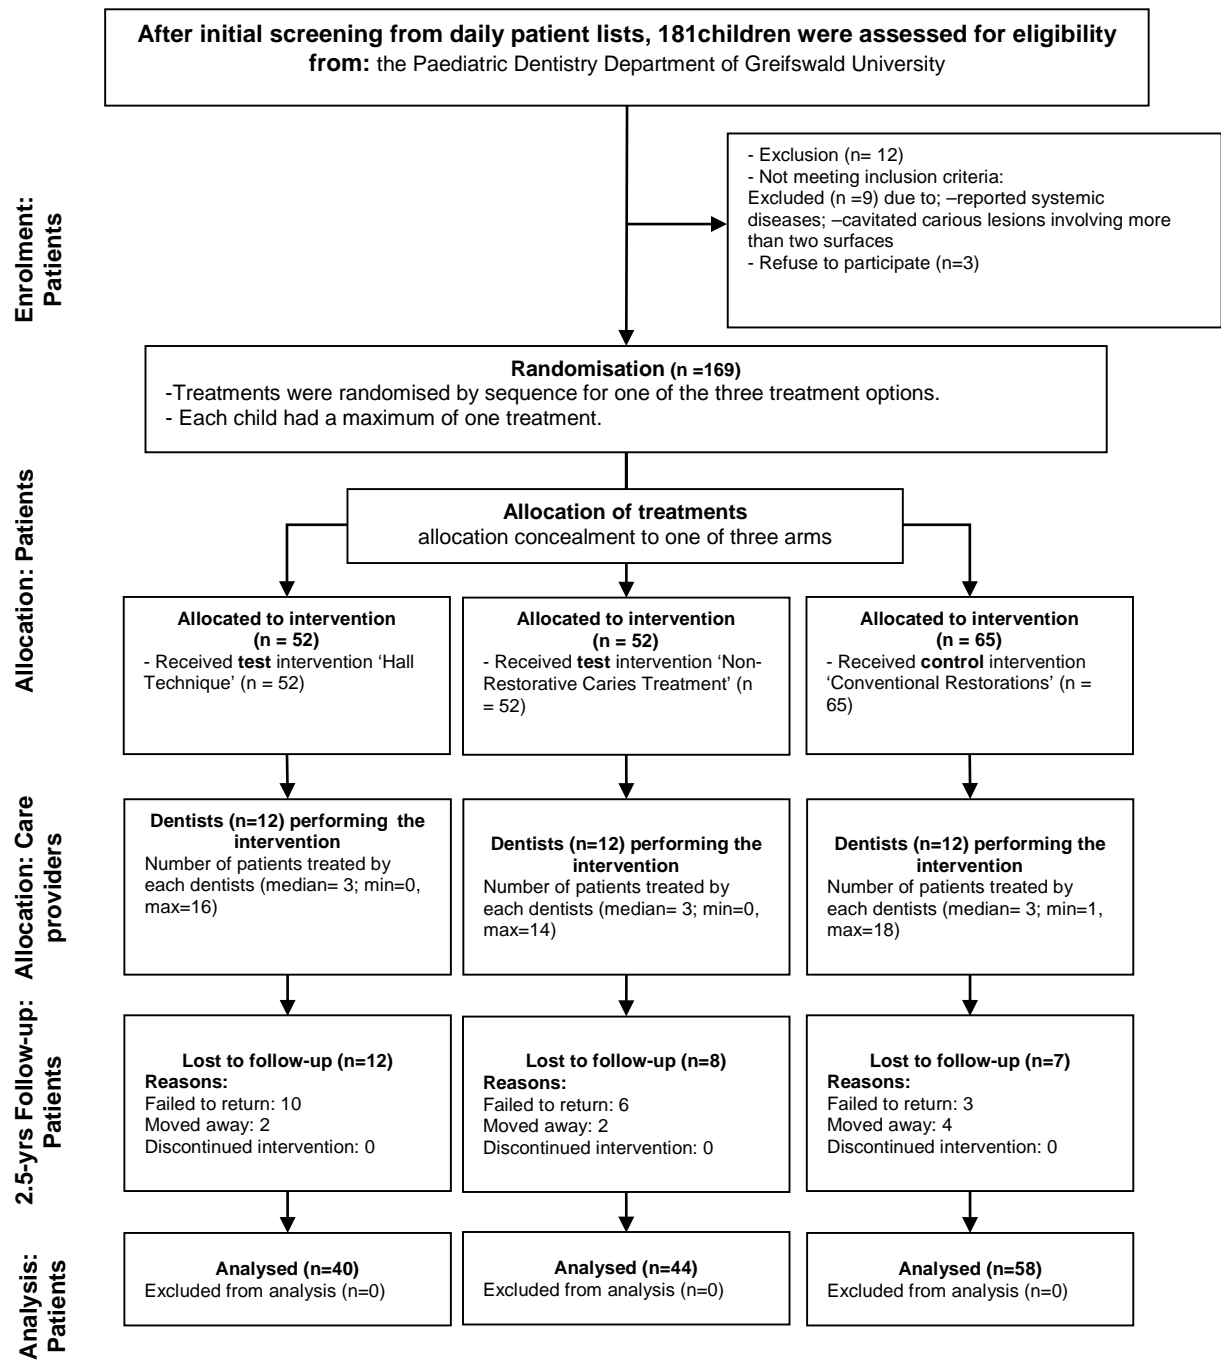 After initial screening from daily patient lists, 181children were assessed for eligibility
from: the Paediatric Dentistry Department of Greifswald University
Enrolment:
Patients
- Exclusion (n= 12)
- Not meeting inclusion criteria:
Excluded (n =9) due to; –reported systemic
diseases; –cavitated carious lesions involving more
than two surfaces
- Refuse to participate (n=3)
Randomisation (n =169)
-Treatments were randomised by sequence for one of the three treatment options.
- Each child had a maximum of one treatment.
Allocation: Patients
Allocation of treatments
allocation concealment to one of three arms
Allocated to intervention
(n = 52)
- Received test intervention ‘Hall
Technique’ (n = 52)
Allocated to intervention
(n = 52)
- Received test intervention ‘Non-
Restorative Caries Treatment’ (n
= 52)
Allocated to intervention
(n = 65)
- Received control intervention
‘Conventional Restorations’ (n =
65)
Allocation: Care
providers
Dentists (n=12) performing the
intervention
Number of patients treated by
each dentists (median= 3; min=0,
max=16)
Dentists (n=12) performing the
intervention
Number of patients treated by
each dentists (median= 3; min=0,
max=14)
Dentists (n=12) performing the
intervention
Number of patients treated by
each dentists (median= 3; min=1,
max=18)
2.5-yrs Follow-up:
Patients
Lost to follow-up (n=12)
Reasons:
Failed to return: 10
Moved away: 2
Discontinued intervention: 0
Lost to follow-up (n=8)
Reasons:
Failed to return: 6
Moved away: 2
Discontinued intervention: 0
Lost to follow-up (n=7)
Reasons:
Failed to return: 3
Moved away: 4
Discontinued intervention: 0
Analysis:
Patients
Analysed (n=40)
Excluded from analysis (n=0)
Analysed (n=44)
Excluded from analysis (n=0)
Analysed (n=58)
Excluded from analysis (n=0)